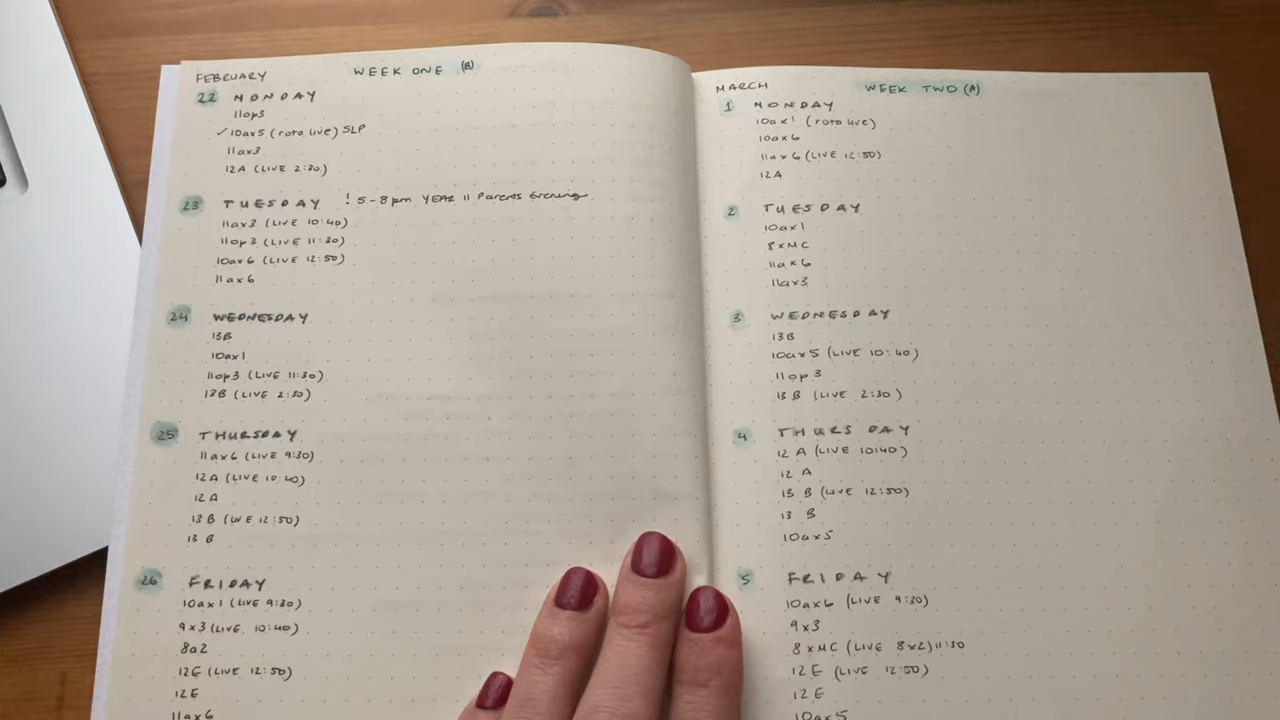 FEBRUARY WEEK ONE (B)
22 MONDAY
11op3
✓10ax5 (rota live) SLP
11ax3
12A (LIVE 2:30)
23 TUESDAY ! 5-8pm YEAR 11 Parents Evening
11ax3 (LIVE 10:40)
11op3 (LIVE 11:30)
10ax6 (LIVE 12:50)
11ax6
24 WEDNESDAY
13B
10ax1
11op3 (LIVE 11:30)
13B (LIVE 2:30)
25 THURSDAY
11ax6 (LIVE 9:30)
12A (LIVE 10:40)
12A
13B (LIVE 12:50)
13B
26 FRIDAY
10ax1 (LIVE 9:30)
9x3 (LIVE 10:40)
8a2
12E (LIVE 12:50)
12E
11ax6
MARCH WEEK TWO (A)
1 MONDAY
10ax1 (rota live)
10ax6
11ax6 (LIVE 12:50)
12A
2 TUESDAY
10ax1
8xMC
11ax6
11ax3
3 WEDNESDAY
13B
10ax5 (LIVE 10:40)
11op3
13B (LIVE 2:30)
4 THURSDAY
12A (LIVE 10:40)
12A
13B (LIVE 12:50)
13B
10ax5
5 FRIDAY
10ax6 (LIVE 9:30)
9x3
8xMC (LIVE 8x2) 11:30
12E (LIVE 12:50)
12E
10ax5